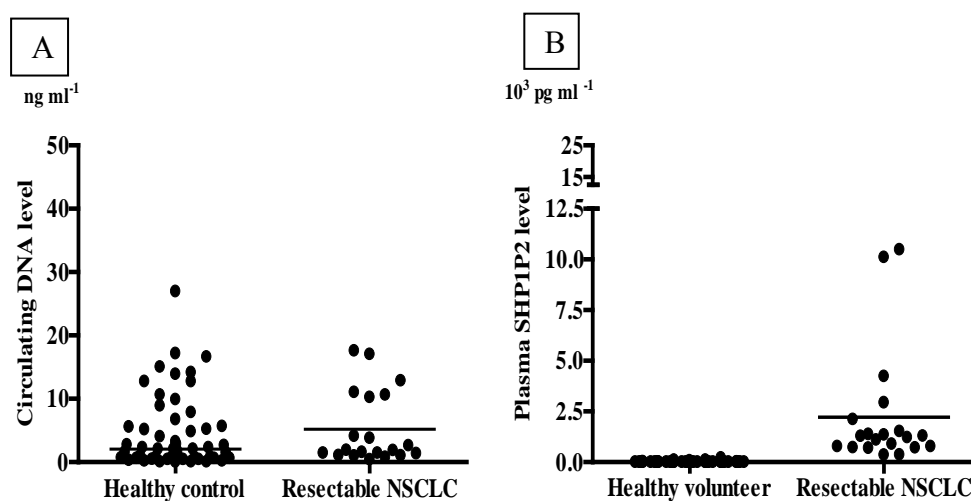 A
ng ml-1
Circulating DNA level
50
40
30
20
10
0
Healthy control
Resectable NSCLC
B
10³ pg ml -1
Plasma SHP1P2 level
25
15
12.5
10.0
7.5
5.0
2.5
0.0
Healthy volunteer
Resectable NSCLC